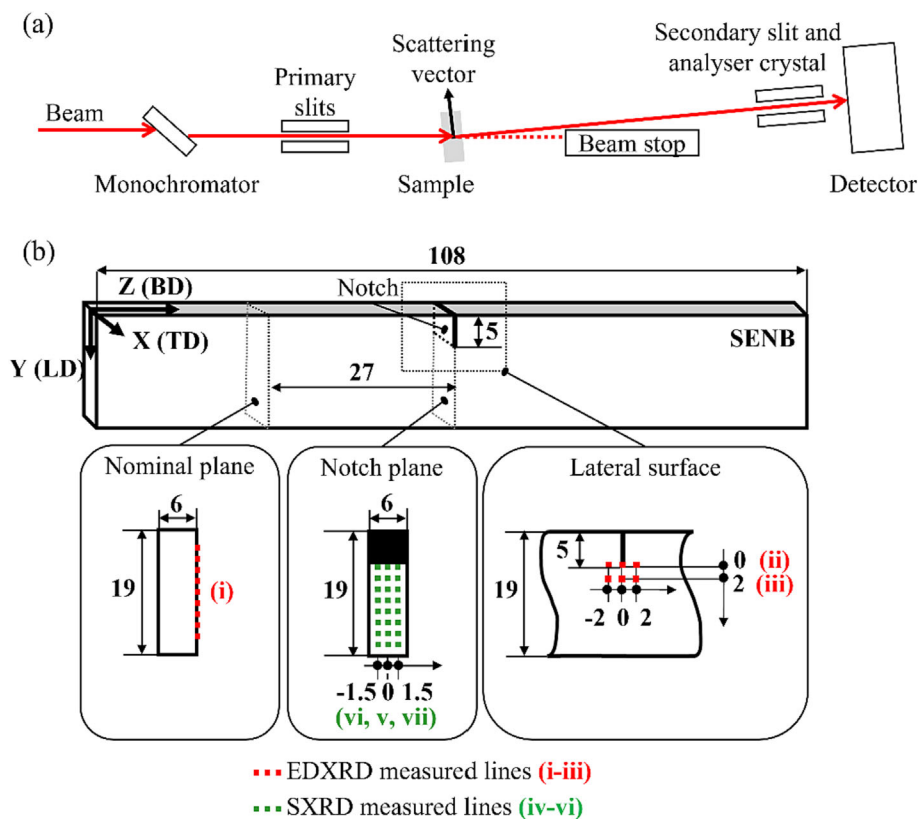 (a)
Scattering
vector
Secondary slit and
analyser crystal
Primary
slits
Beam
Beam stop
Monochromator
Sample
Detector
(b)
108
Z (BD)
Notch
X (TD)
5
SENB
Y (LD)
27
Nominal plane
Notch plane
Lateral surface
6
6
19
(i)
19
19
5
0 (ii)
2 (iii)
-2 0 2
-1.5 0 1.5
(vi, v, vii)
EDXRD measured lines (i-iii)
SXRD measured lines (iv-vi)